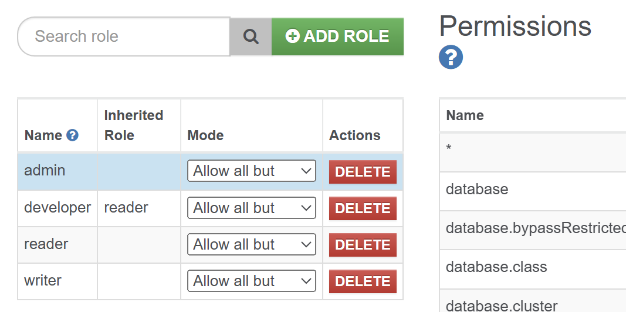 Search role
ADD ROLE
Name Inherited Role Mode Actions
admin Allow all but DELETE
developer reader Allow all but DELETE
reader Allow all but DELETE
writer Allow all but DELETE
Permissions
?
Name
*
database
database.bypassRestricted
database.class
database.cluster